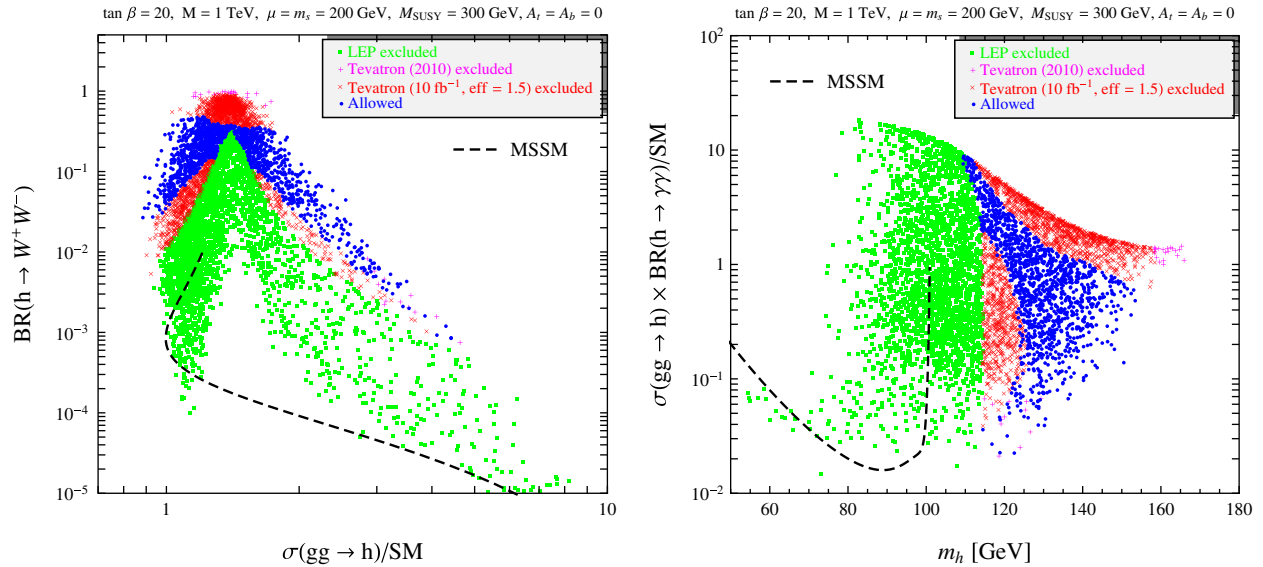 tan β = 20, M = 1 TeV, μ = m_s = 200 GeV, M_SUSY = 300 GeV, A_t = A_b = 0
LEP excluded
Tevatron (2010) excluded
Tevatron (10 fb⁻¹, eff = 1.5) excluded
Allowed
MSSM
BR(h → W⁺W⁻)
1
10⁻¹
10⁻²
10⁻³
10⁻⁴
10⁻⁵
1
10
σ(gg → h)/SM
tan β = 20, M = 1 TeV, μ = m_s = 200 GeV, M_SUSY = 300 GeV, A_t = A_b = 0
LEP excluded
Tevatron (2010) excluded
Tevatron (10 fb⁻¹, eff = 1.5) excluded
Allowed
MSSM
σ(gg → h) × BR(h → γγ)/SM
10²
10
1
10⁻¹
10⁻²
60
80
100
120
140
160
180
m_h [GeV]